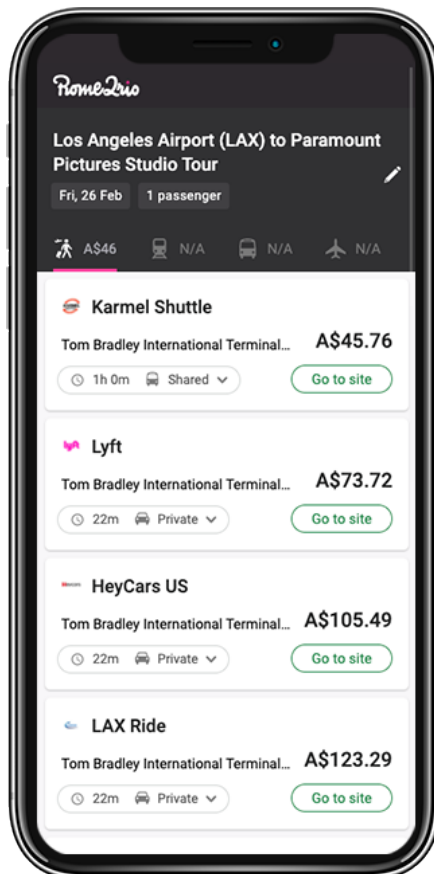 Rome2rio
Los Angeles Airport (LAX) to Paramount
Pictures Studio Tour
Fri, 26 Feb 1 passenger
A$46 N/A N/A N/A
Karmel Shuttle
Tom Bradley International Terminal... A$45.76
1h 0m Shared Go to site
Lyft
Tom Bradley International Terminal... A$73.72
22m Private Go to site
HeyCars US
Tom Bradley International Terminal... A$105.49
22m Private Go to site
LAX Ride
Tom Bradley International Terminal... A$123.29
22m Private Go to site